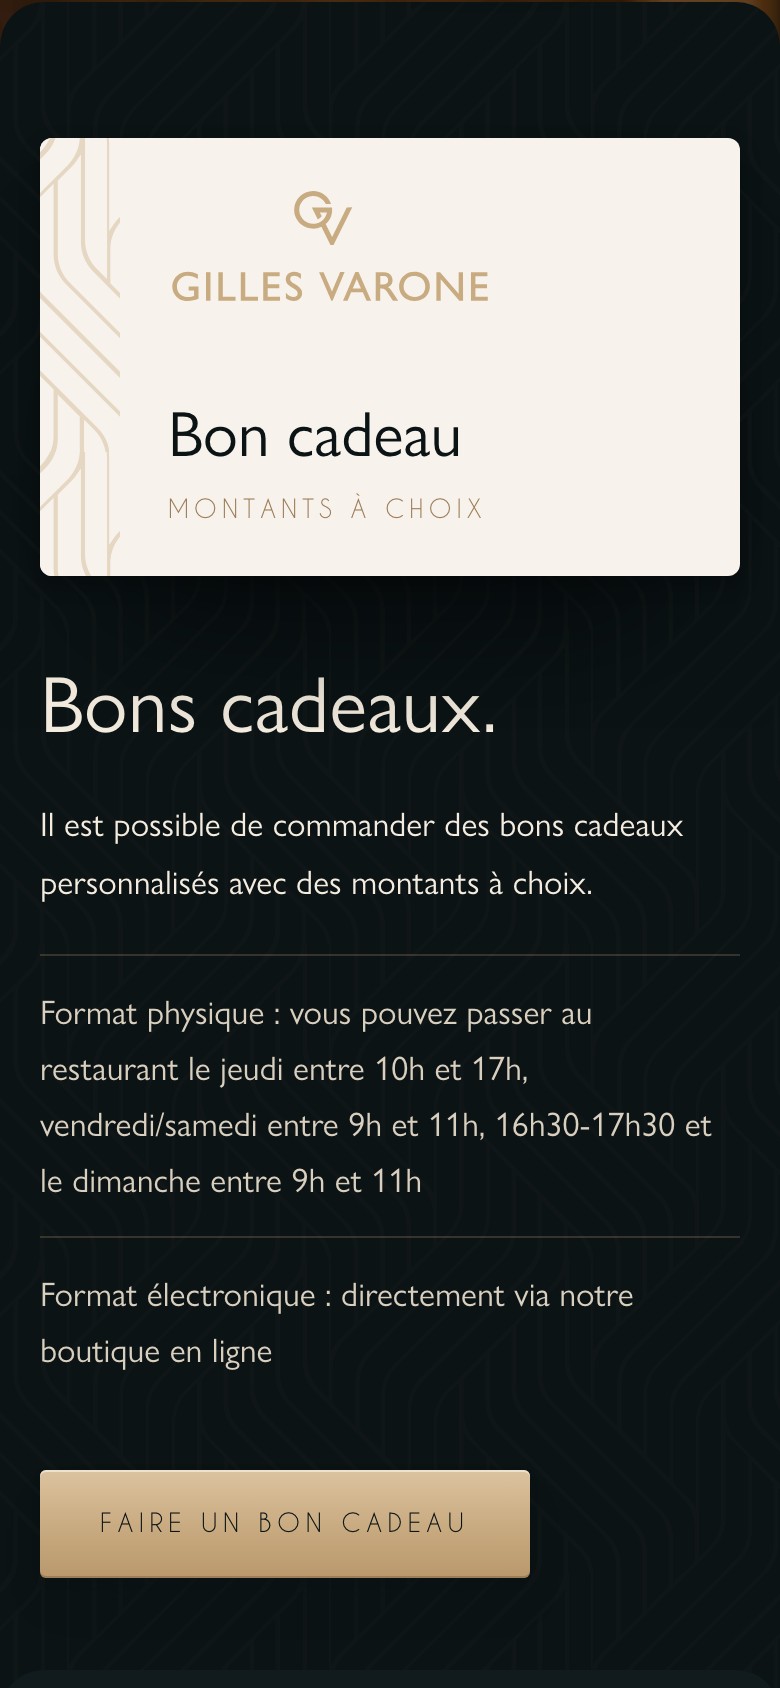 GV
GILLES VARONE
Bon cadeau
MONTANTS À CHOIX
Bons cadeaux.
Il est possible de commander des bons cadeaux
personnalisés avec des montants à choix.
Format physique : vous pouvez passer au
restaurant le jeudi entre 10h et 17h,
vendredi/samedi entre 9h et 11h, 16h30-17h30 et
le dimanche entre 9h et 11h
Format électronique : directement via notre
boutique en ligne
FAIRE UN BON CADEAU